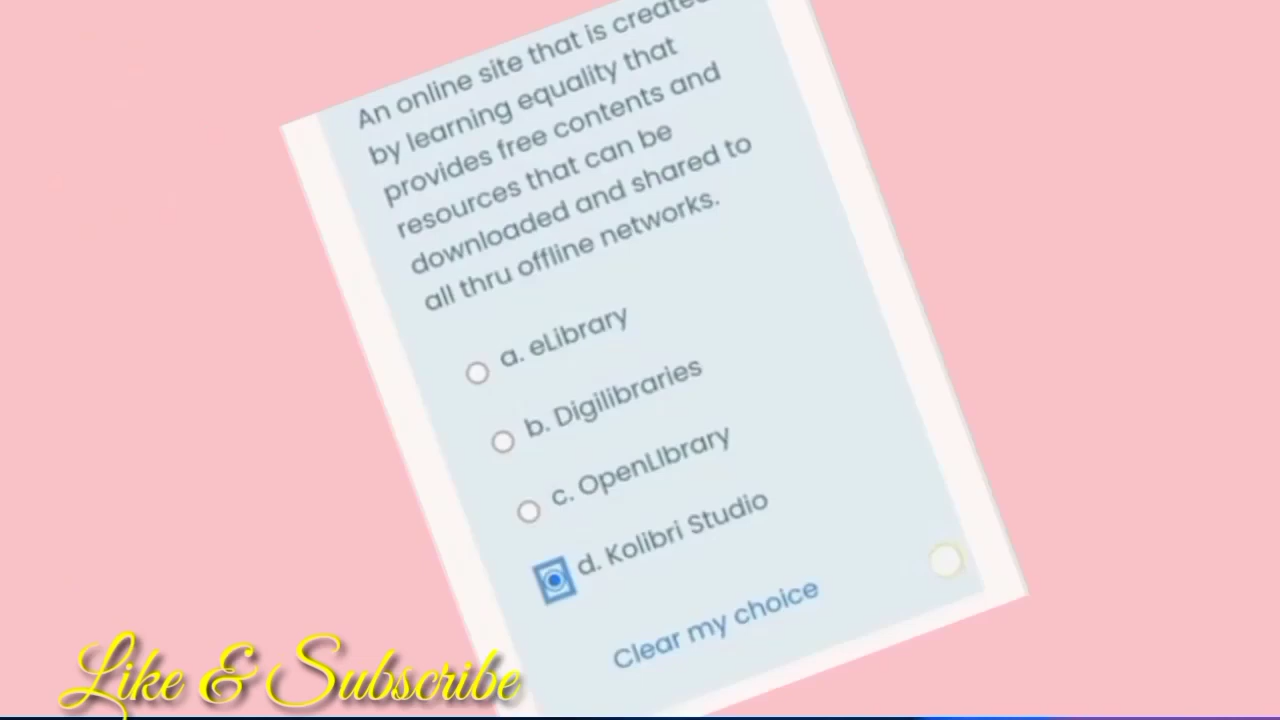 An online site that is create
by learning equality that
provides free contents and
resources that can be
downloaded and shared to
all thru offline networks.
a. eLibrary
b. Digilibraries
c. OpenLIbrary
d. Kolibri Studio
Clear my choice
Like & Subscribe